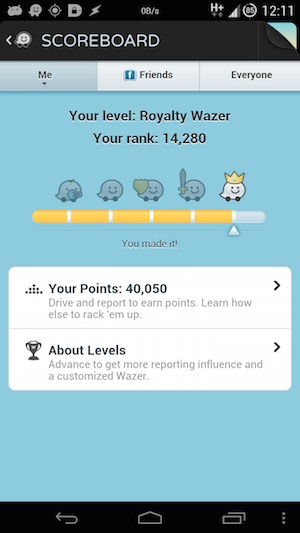 0B/s
H+
85
12:11
SCOREBOARD
Me
Friends
Everyone
Your level: Royalty Wazer
Your rank: 14,280
You made it!
Your Points: 40,050
Drive and report to earn points. Learn how
else to rack 'em up.
About Levels
Advance to get more reporting influence and
a customized Wazer.